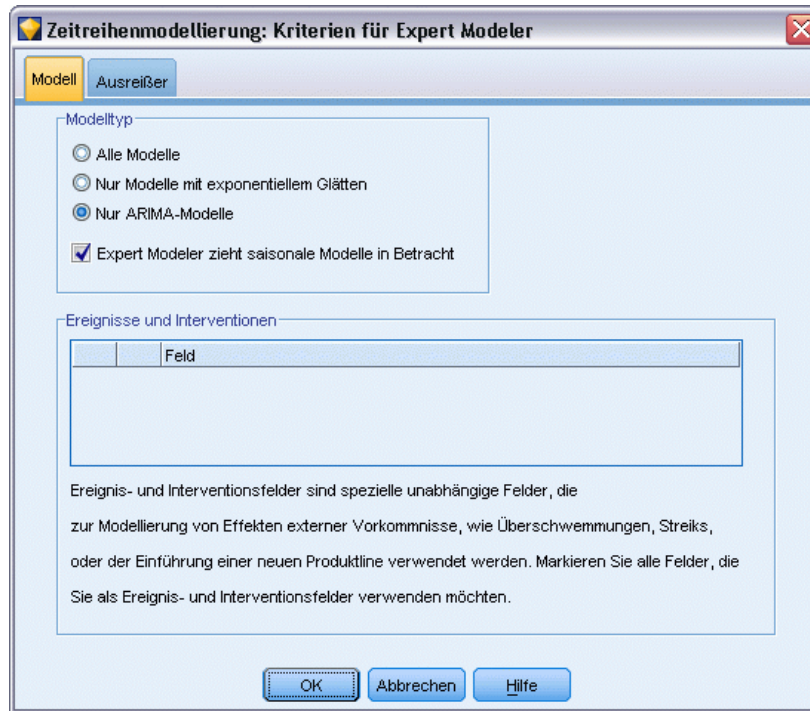 Zeitreihenmodellierung: Kriterien für Expert Modeler
Modell
Ausreißer
Modelltyp
Alle Modelle
Nur Modelle mit exponentiellem Glätten
Nur ARIMA-Modelle
Expert Modeler zieht saisonale Modelle in Betracht
Ereignisse und Interventionen
Feld
Ereignis- und Interventionsfelder sind spezielle unabhängige Felder, die
zur Modellierung von Effekten externer Vorkommnisse, wie Überschwemmungen, Streiks,
oder der Einführung einer neuen Produktline verwendet werden. Markieren Sie alle Felder, die
Sie als Ereignis- und Interventionsfelder verwenden möchten.
OK
Abbrechen
Hilfe